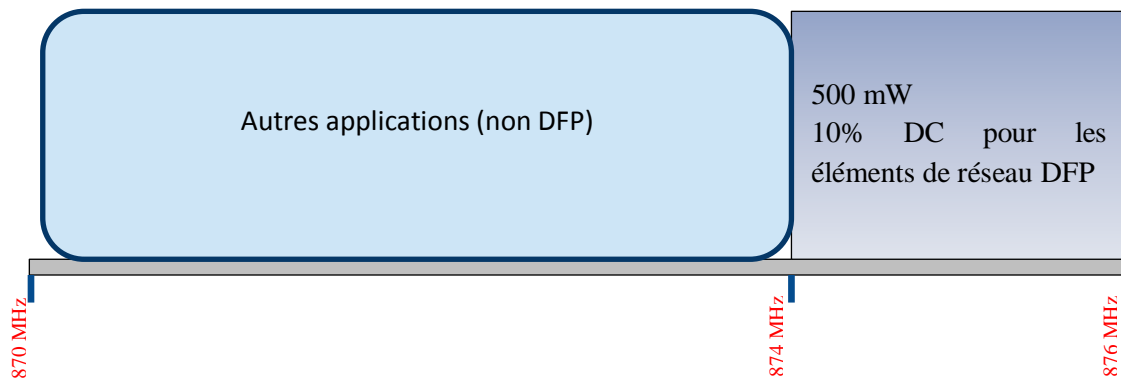 Autres applications (non DFP)
500 mW
10% DC pour les
éléments de réseau DFP
870 MHz
874 MHz
876 MHz